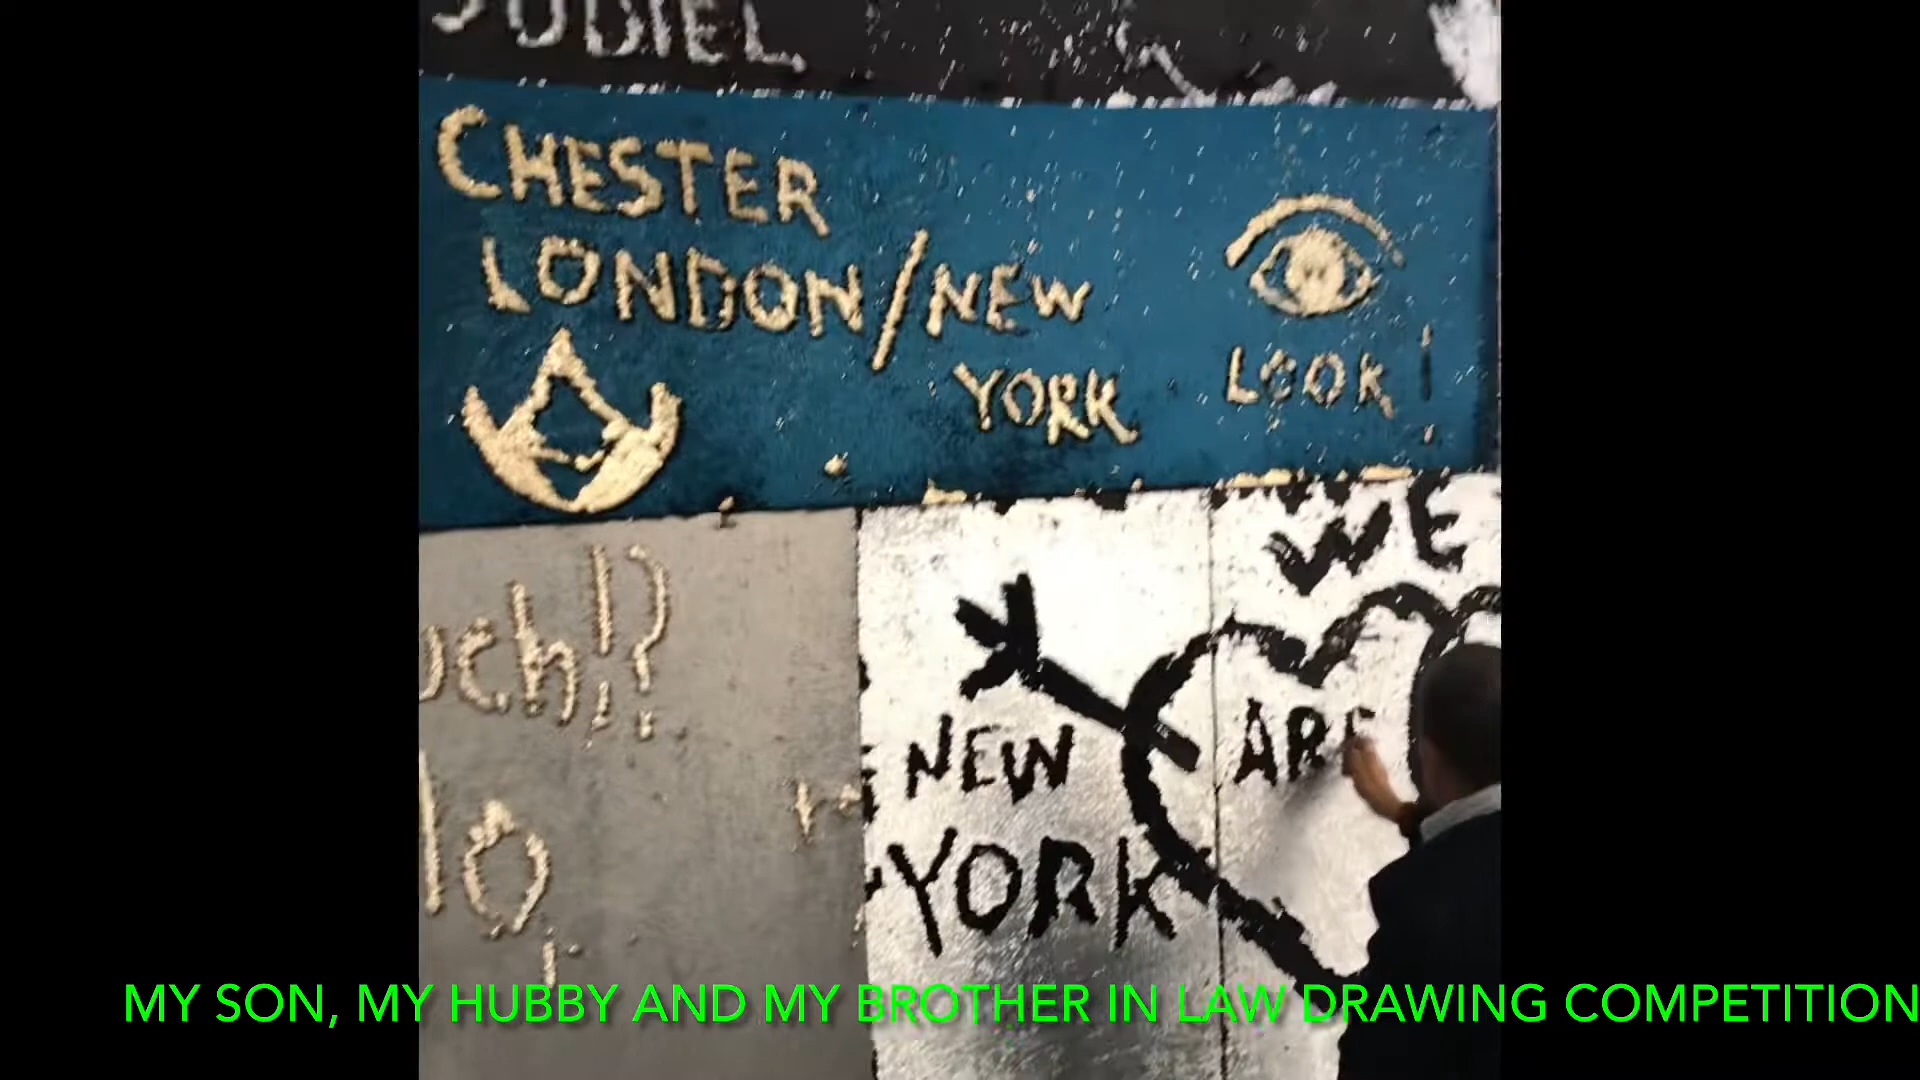 JUDIEL
CHESTER
LONDON/NEW
YORK
LOOK!
WE
ARE
NEW
YORK
MY SON, MY HUBBY AND MY BROTHER IN LAW DRAWING COMPETITION